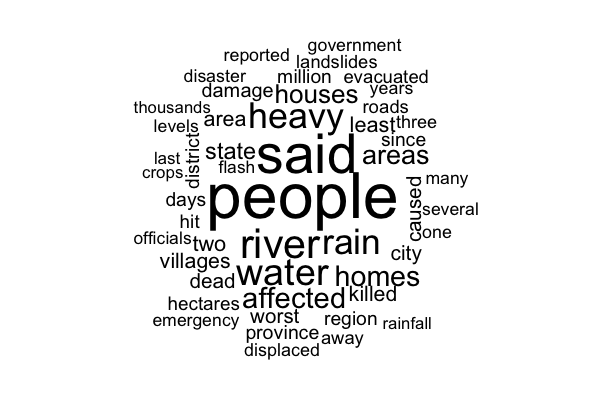 government
reported
landslides
disaster million evacuated
damage houses years
thousands roads
area heavy least three
levels
district since
state said areas
last flash
crops
people many
days caused several
hit
officials two river rain one
city
villages water homes
dead
affected killed
hectares
worst region rainfall
emergency
province away
displaced